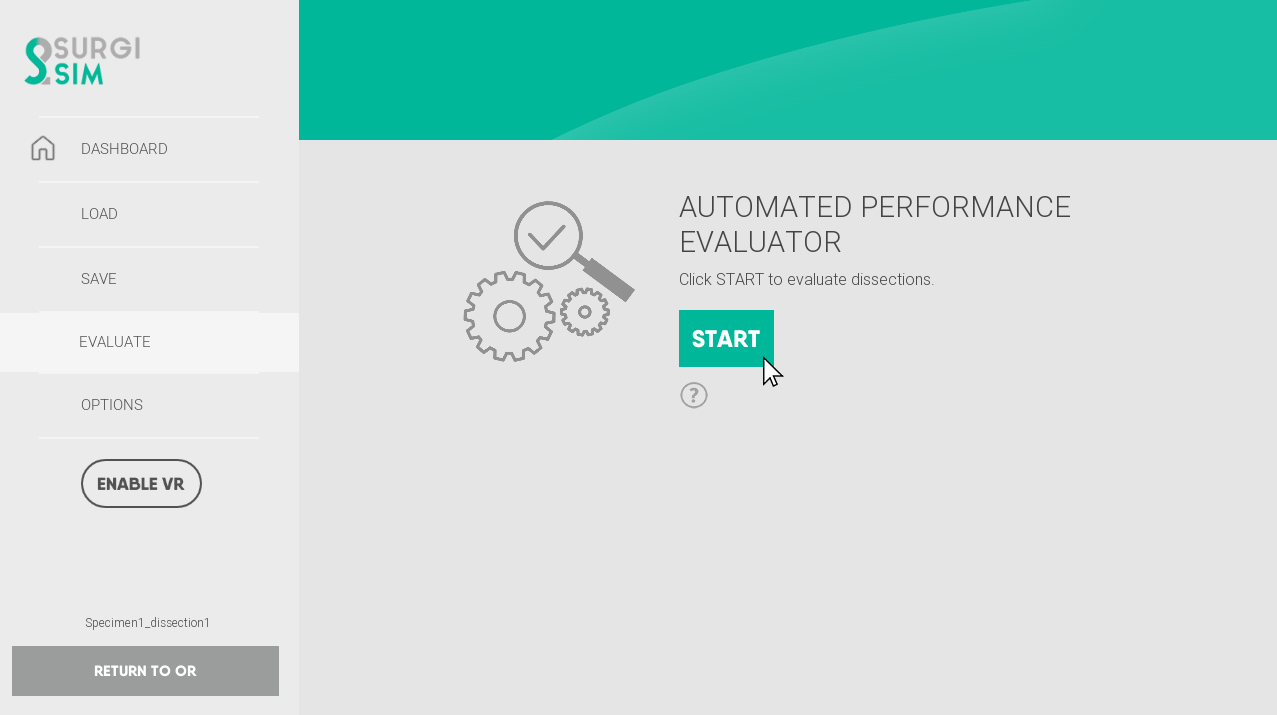 SURGI
SIM
DASHBOARD
LOAD
SAVE
EVALUATE
OPTIONS
ENABLE VR
Specimen1_dissection1
RETURN TO OR
AUTOMATED PERFORMANCE
EVALUATOR
Click START to evaluate dissections.
START
?